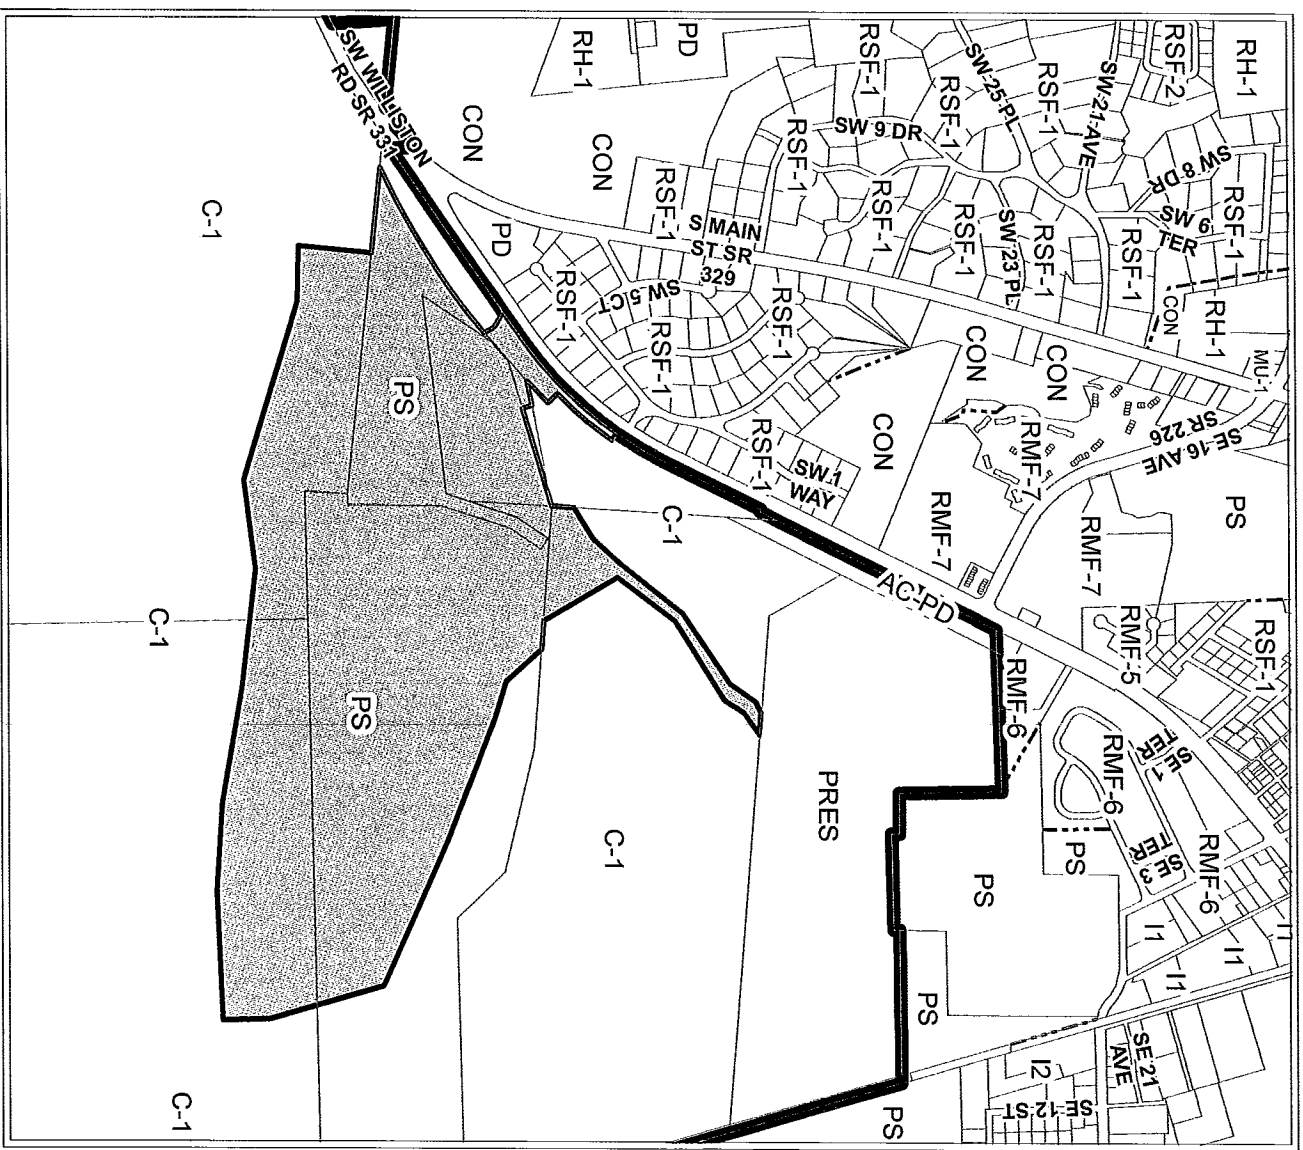 RH-1
PD
RSF-1
SW 25 PL
RSF-1
SW 21 AVE
RSF-2
RH-1
SW WILLISTON
RD SR 331
CON
CON
RSF-1
SW 9 DR
RSF-1
SW 8 DR
RSF-1
SW 6
TER
RSF-1
S MAIN
ST SR
329
RSF-1
RSF-1
SW 23 PL
RSF-1
RSF-1
C-1
PD
RSF-1
SW 5 CT
RSF-1
RSF-1
CON
RH-1
MU-1
CON
CON
CON
RSF-1
SW 1
WAY
RMF-7
SE 16 AVE
SR 226
PS
PS
C-1
RMF-7
RMF-7
AC-PD
RMF-5
RSF-1
C-1
PS
RMF-6
SE 1
TER
RMF-6
PRES
C-1
PS
PS
SE 3
TER
RMF-6
I1
I1
I1
I1
PS
C-1
PS
I2
SE 12 ST
SE 21
AVE